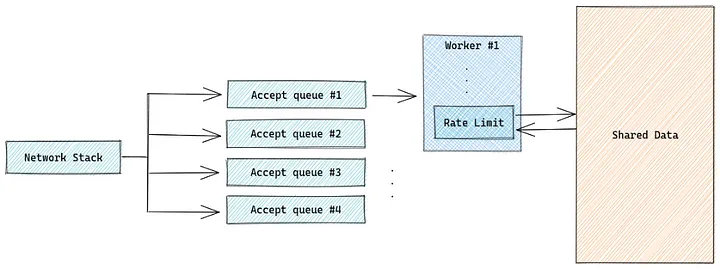 Network Stack
Accept queue #1
Accept queue #2
Accept queue #3
Accept queue #4
Worker #1
Rate Limit
Shared Data